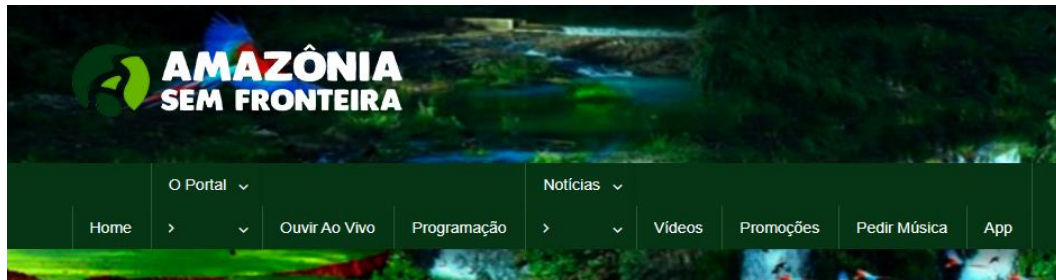 AMAZÔNIA
SEM FRONTEIRA
O Portal Notícias
Home > Ouvir Ao Vivo Programação > Vídeos Promoções Pedir Música App